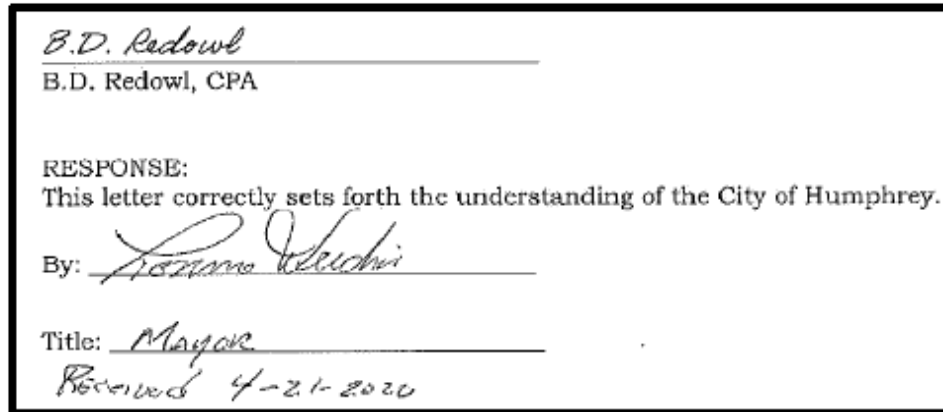 B.D. Redowl
B.D. Redowl, CPA
RESPONSE:
This letter correctly sets forth the understanding of the City of Humphrey.
By:
Title: Mayor
Received 4-21-2020